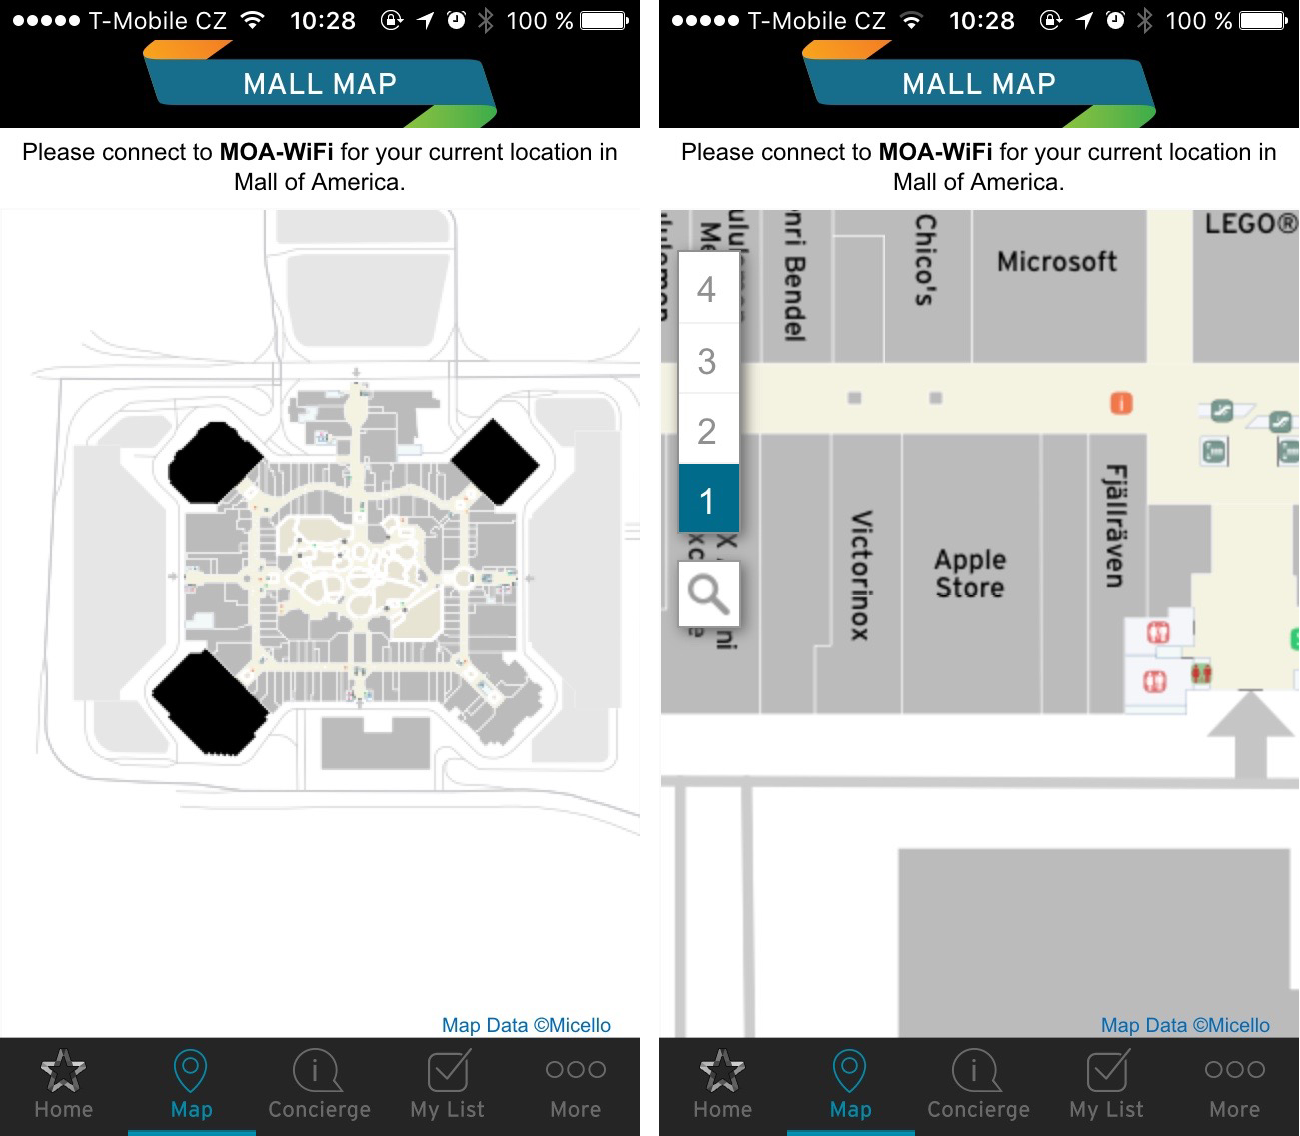 T-Mobile CZ 10:28 100 %
MALL MAP
Please connect to MOA-WiFi for your current location in
Mall of America.
Map Data ©Micello
Home Map Concierge My List More
T-Mobile CZ 10:28 100 %
MALL MAP
Please connect to MOA-WiFi for your current location in
Mall of America.
nri Bendel
Chico's
Microsoft
LEGO®
4
3
2
1
Victorinox
Apple
Store
Fjällräven
Map Data ©Micello
Home Map Concierge My List More